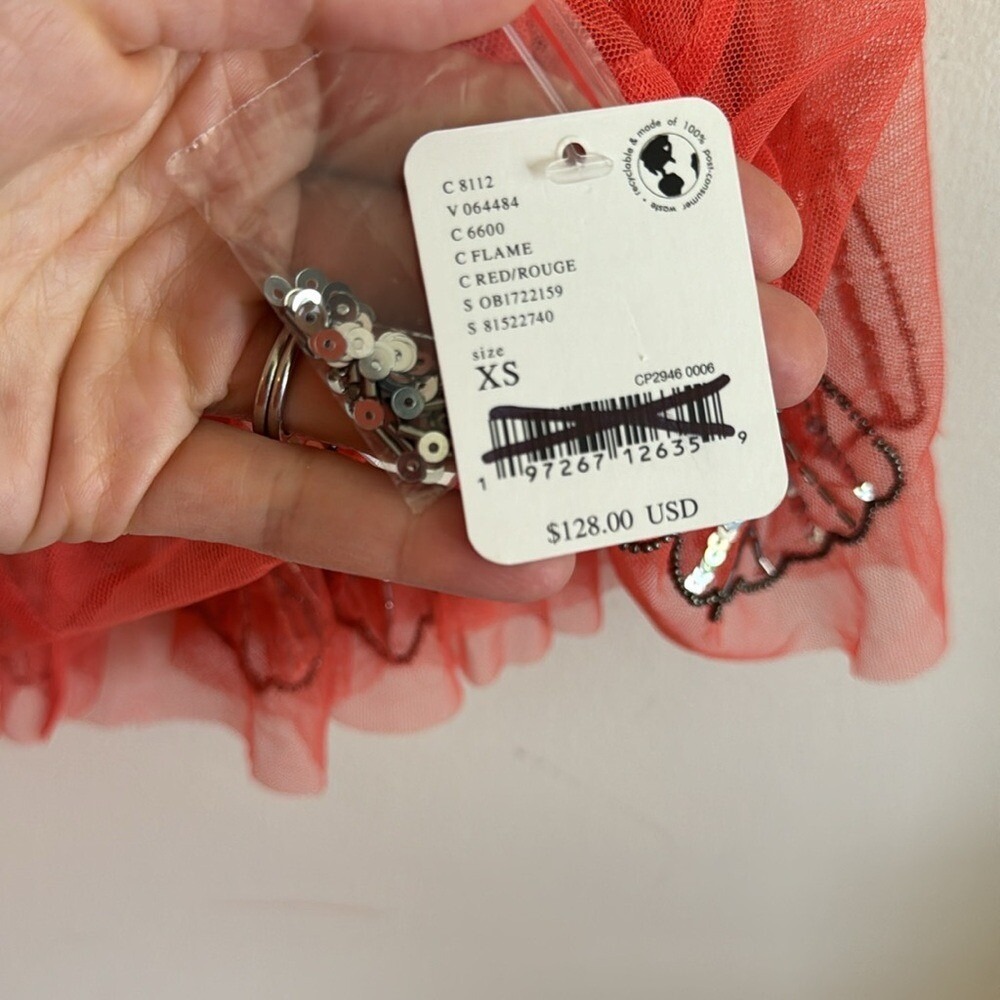 recyclable & made of 100% post-consumer waste •
C 8112
V 064484
C 6600
C FLAME
C RED/ROUGE
S OB1722159
S 81522740
size
XS
CP2946 0006
1 97267 12635 9
$128.00 USD